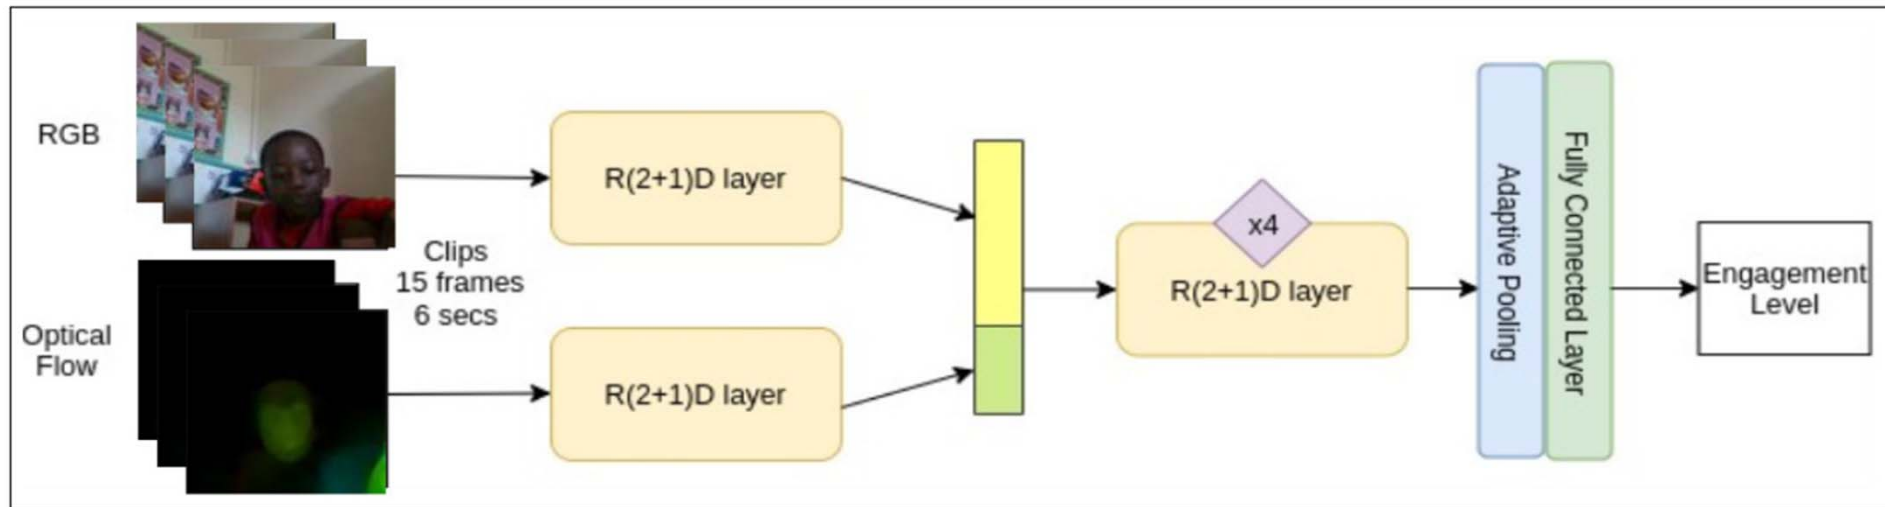 RGB
Clips
15 frames
6 secs
Optical
Flow
R(2+1)D layer
R(2+1)D layer
x4
R(2+1)D layer
Adaptive Pooling
Fully Connected Layer
Engagement
Level